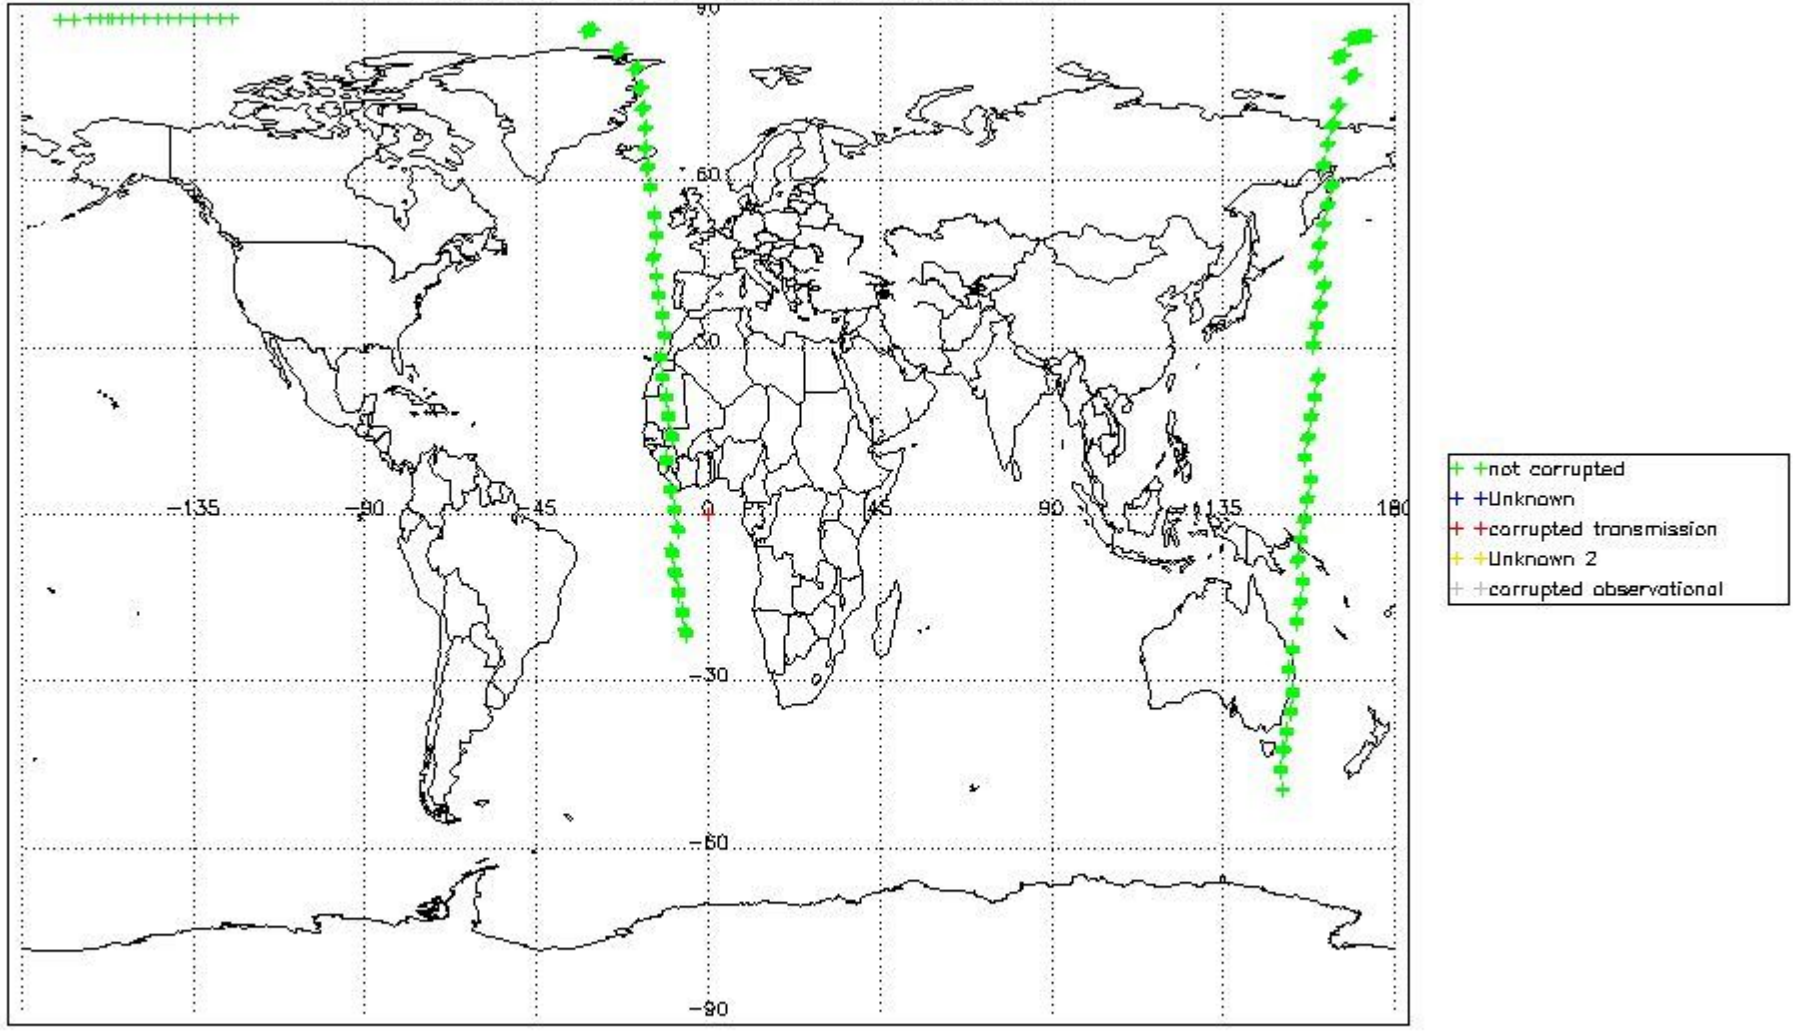 90
60
30
-135
-90
-45
0
45
90
135
180
-30
-60
-90
not corrupted
Unknown
corrupted transmission
Unknown 2
corrupted observational